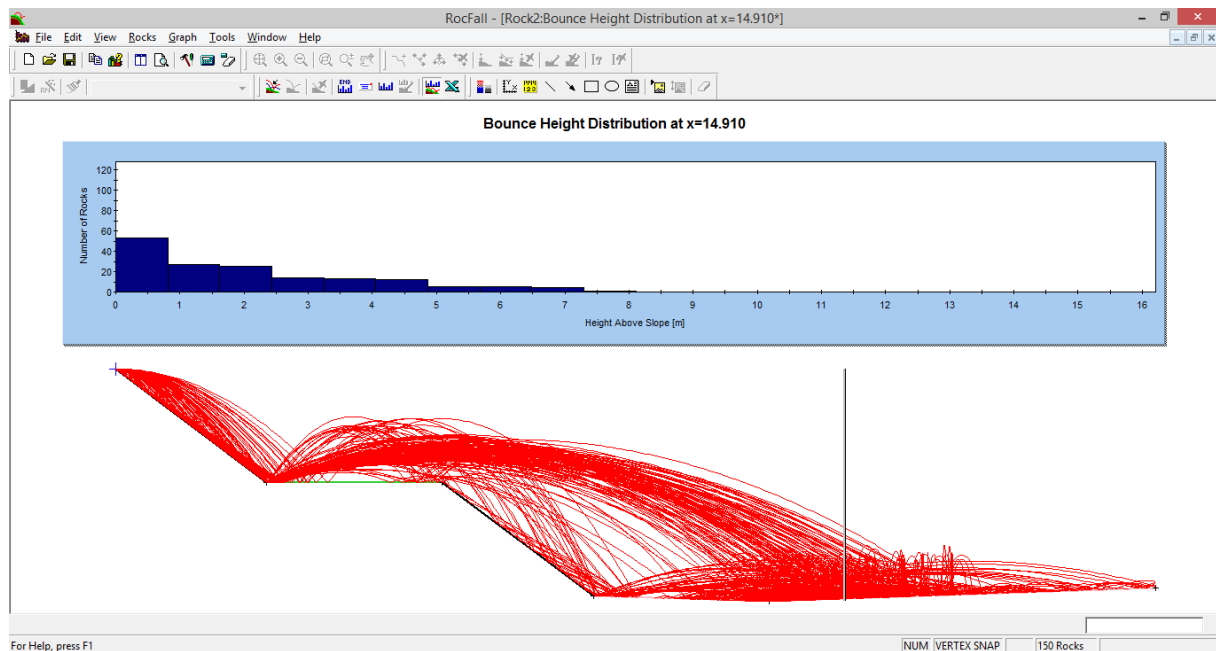 RocFall - [Rock2:Bounce Height Distribution at x=14.910*]
File Edit View Rocks Graph Tools Window Help
Bounce Height Distribution at x=14.910
Number of Rocks
120
100
80
60
40
20
0
0 1 2 3 4 5 6 7 8 9 10 11 12 13 14 15 16
Height Above Slope [m]
For Help, press F1
NUM VERTEX SNAP 150 Rocks